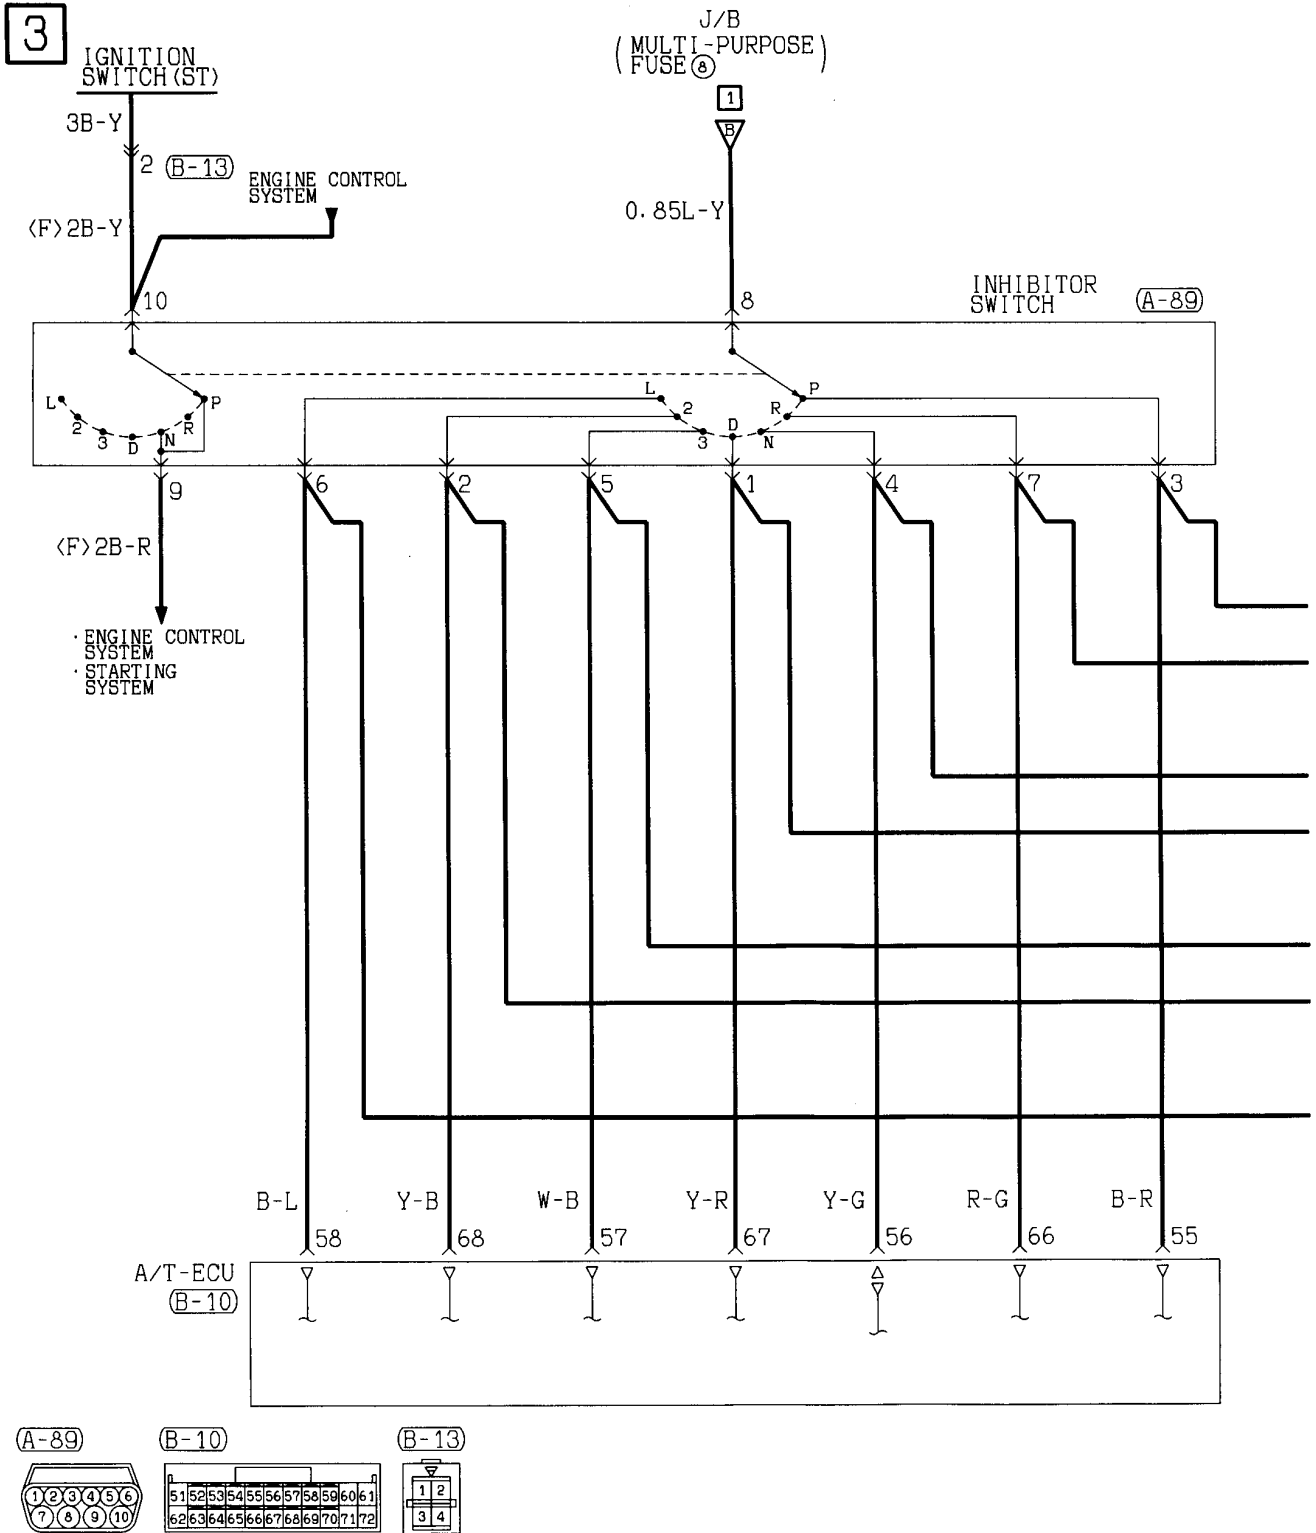 3
IGNITION
SWITCH (ST)
J/B
(MULTI-PURPOSE
FUSE⑧)
1
B
3B-Y
2 (B-13)
ENGINE CONTROL
SYSTEM
0.85L-Y
<F>2B-Y
10
8
INHIBITOR
SWITCH
(A-89)
L 2 3 D N R P
L 2 3 D N R P
9 6 2 5 1 4 7 3
<F>2B-R
· ENGINE CONTROL
SYSTEM
· STARTING
SYSTEM
B-L Y-B W-B Y-R Y-G R-G B-R
58 68 57 67 56 66 55
A/T-ECU
(B-10)
(A-89) (B-10) (B-13)
1 2 3 4 5 6
7 8 9 10
51 52 53 54 55 56 57 58 59 60 61
62 63 64 65 66 67 68 69 70 71 72
1 2
3 4